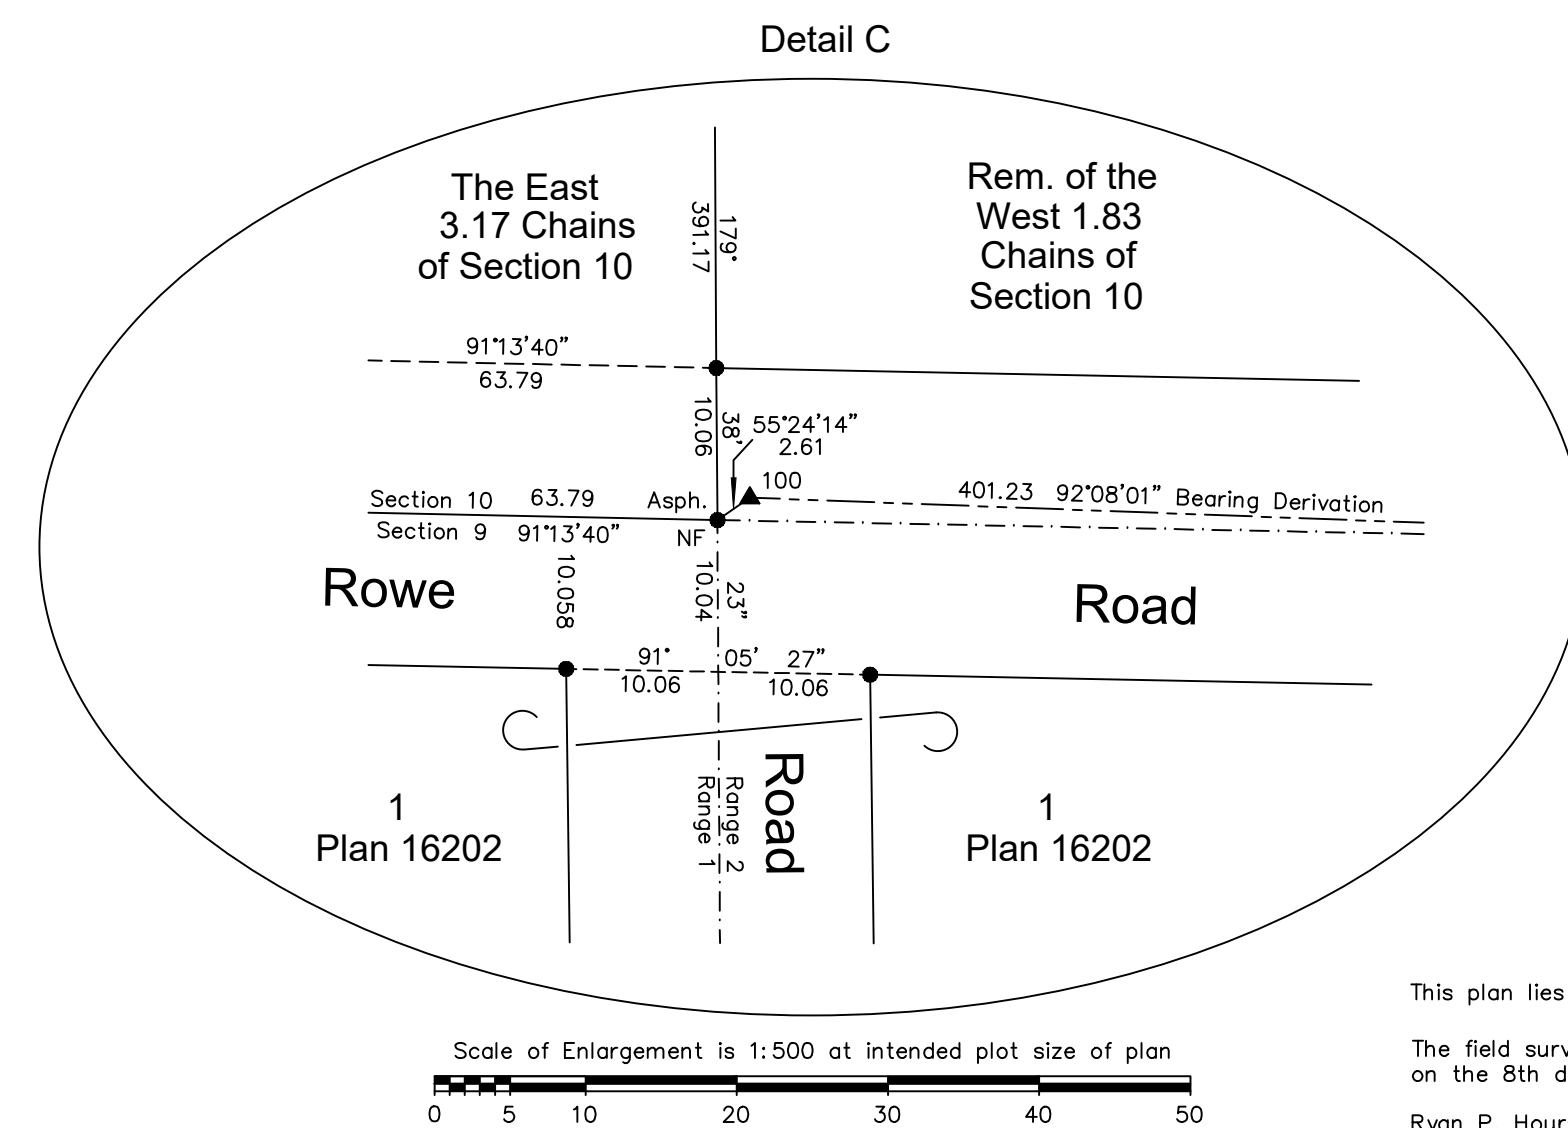 Detail C
The East
3.17 Chains
of Section 10
Rem. of the
West 1.83
Chains of
Section 10
179°
391.17
91°13'40"
63.79
10.06
38'
55°24'14"
2.61
100
Section 10 63.79 Asph.
401.23 92°08'01" Bearing Derivation
Section 9 91°13'40" NF
10.058
10.04
23"
Rowe
Road
91° 05' 27"
10.06 10.06
Road
Range 2
Range 1
1
Plan 16202
1
Plan 16202
This plan lies
Scale of Enlargement is 1:500 at intended plot size of plan
The field surv
on the 8th d
0 5 10 20 30 40 50
Ryan P. Hour